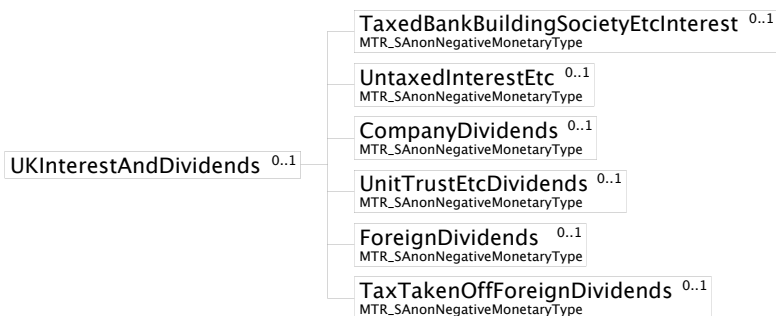 TaxedBankBuildingSocietyEtcInterest 0..1
MTR_SAnonNegativeMonetaryType
UntaxedInterestEtc 0..1
MTR_SAnonNegativeMonetaryType
CompanyDividends 0..1
MTR_SAnonNegativeMonetaryType
UKInterestAndDividends 0..1
UnitTrustEtcDividends 0..1
MTR_SAnonNegativeMonetaryType
ForeignDividends 0..1
MTR_SAnonNegativeMonetaryType
TaxTakenOffForeignDividends 0..1
MTR_SAnonNegativeMonetaryType